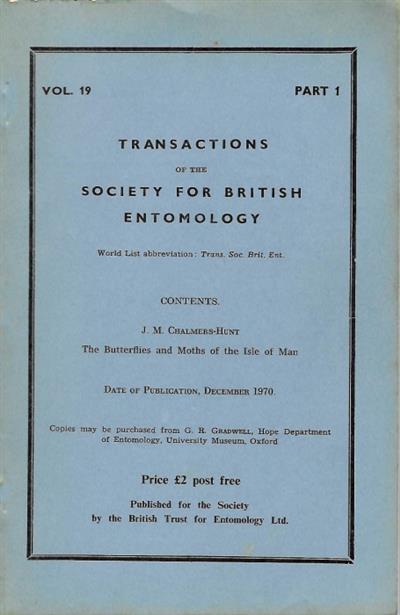 VOL. 19 PART 1
TRANSACTIONS
OF THE
SOCIETY FOR BRITISH
ENTOMOLOGY
World List abbreviation: Trans. Soc. Brit. Ent.
CONTENTS.
J. M. CHALMERS-HUNT
The Butterflies and Moths of the Isle of Man
DATE OF PUBLICATION, DECEMBER 1970.
Copies may be purchased from G. R. GRADWELL, Hope Department
of Entomology, University Museum, Oxford
Price £2 post free
Published for the Society
by the British Trust for Entomology Ltd.